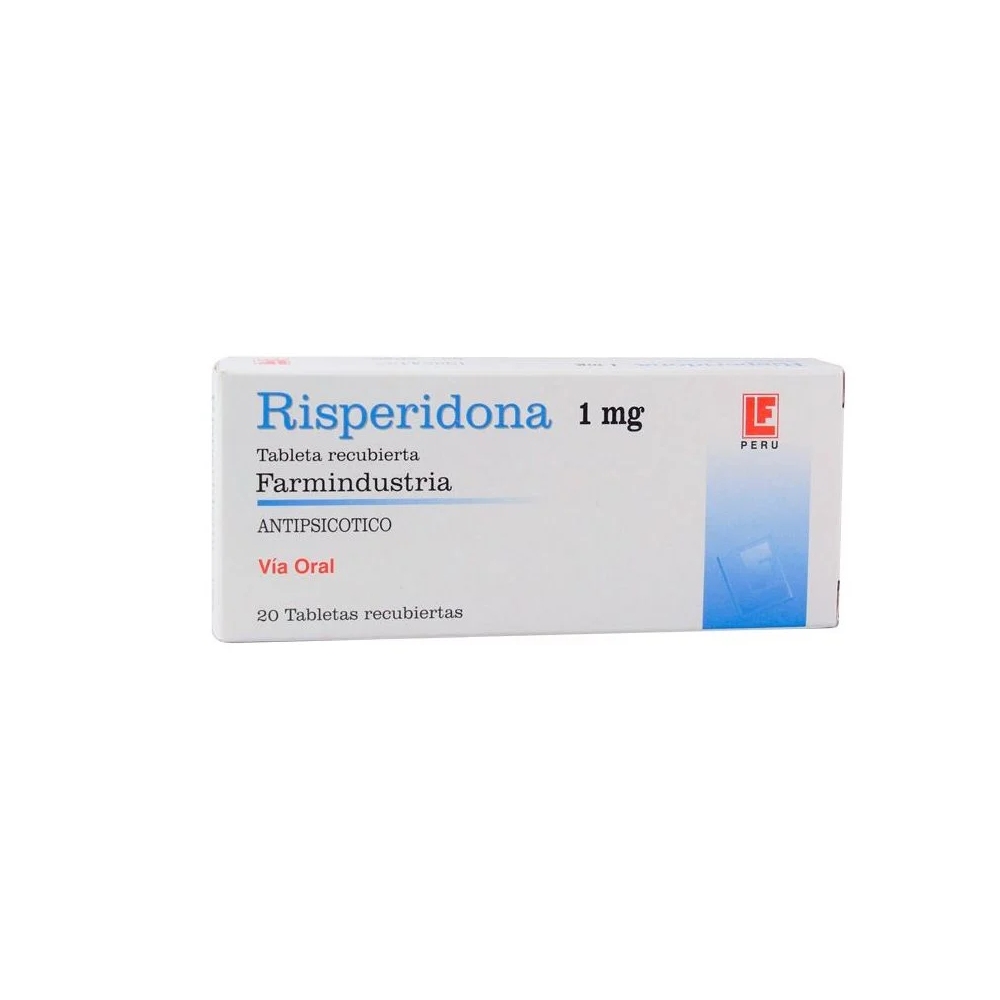 Risperidona 1 mg
LF
PERU
Tableta recubierta
Farmindustria
ANTIPSICOTICO
Vía Oral
20 Tabletas recubiertas